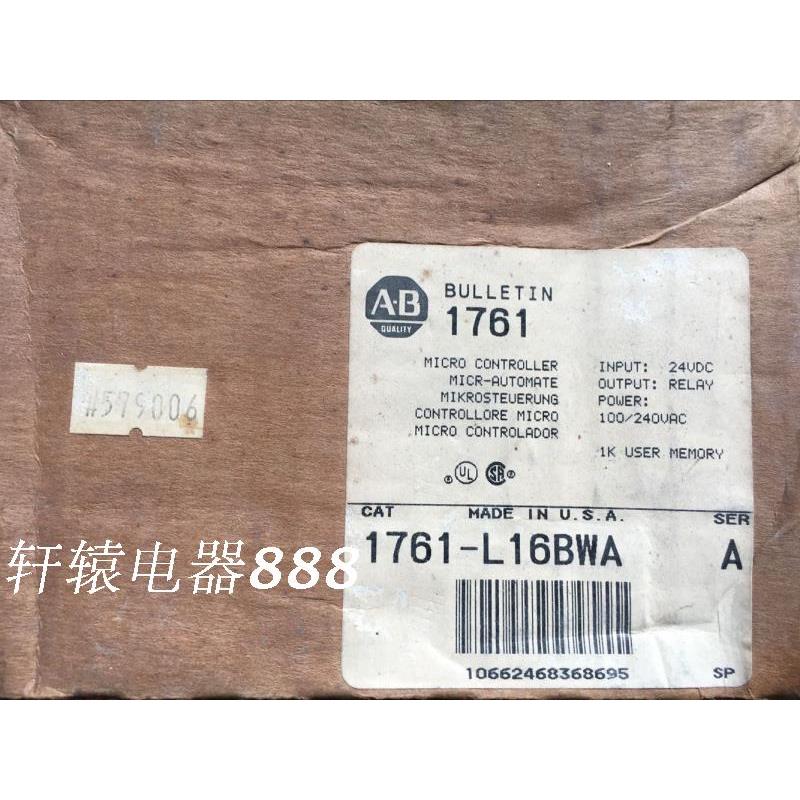 A-B
QUALITY
BULLETIN
1761
MICRO CONTROLLER
MICR-AUTOMATE
MIKROSTEUERUNG
CONTROLLORE MICRO
MICRO CONTROLADOR
INPUT: 24VDC
OUTPUT: RELAY
POWER:
100/240VAC
1K USER MEMORY
#579006
UL SA
CAT MADE IN U.S.A. SER
1761-L16BWA A
10662468368695 SP
轩辕电器888